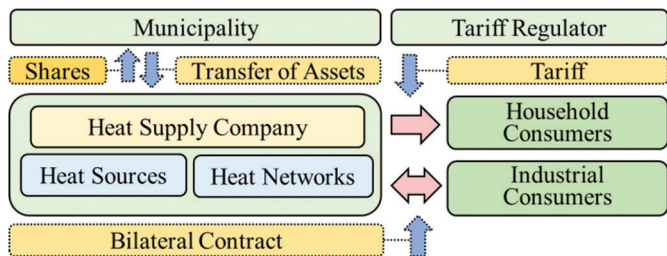 Municipality
Tariff Regulator
Shares
Transfer of Assets
Tariff
Heat Supply Company
Heat Sources
Heat Networks
Household
Consumers
Industrial
Consumers
Bilateral Contract